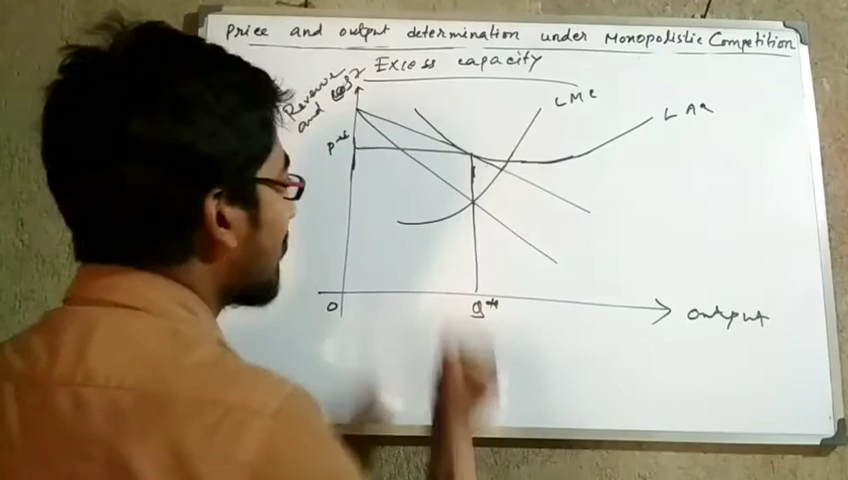 Price and output determination under Monopolistic Competition
Excess capacity
Revenue
and cost
LMC
LAC
P**
O
q**
output